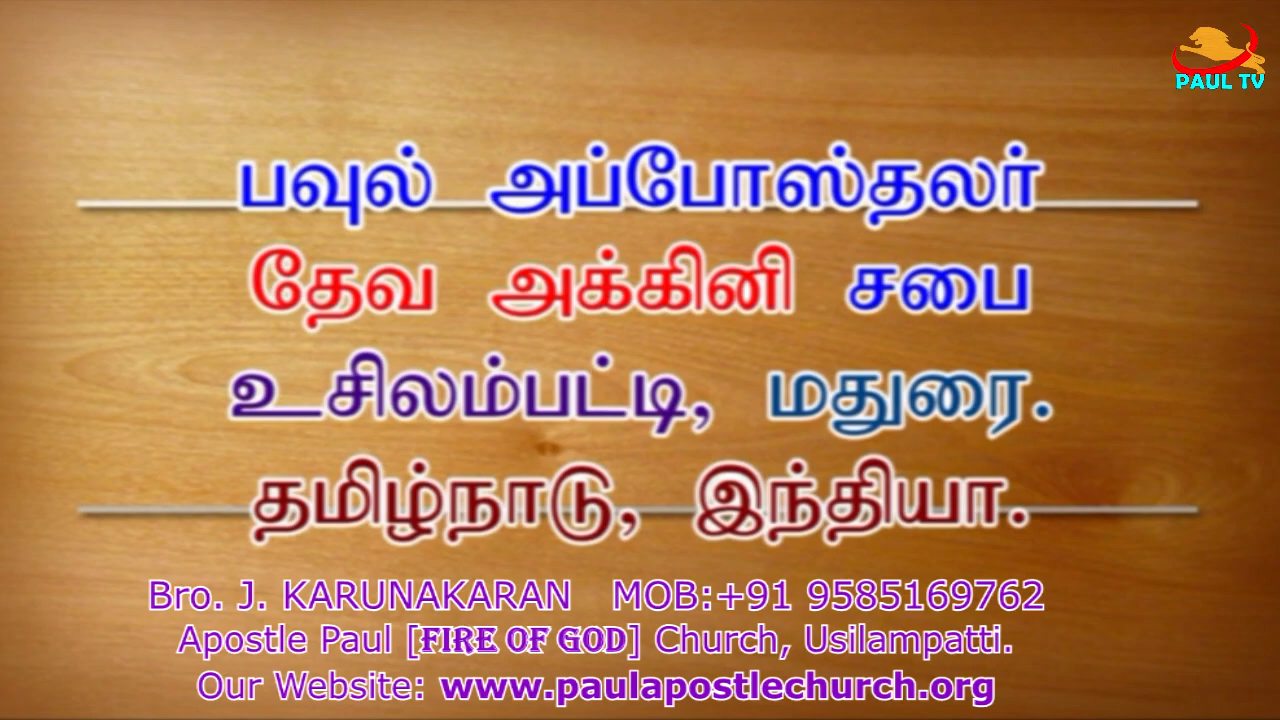 PAUL TV
பவுல் அப்போஸ்தலர்
தேவ அக்கினி சபை
உசிலம்பட்டி, மதுரை.
தமிழ்நாடு, இந்தியா.
Bro. J. KARUNAKARAN MOB:+91 9585169762
Apostle Paul [FIRE OF GOD] Church, Usilampatti.
Our Website: www.paulapostlechurch.org